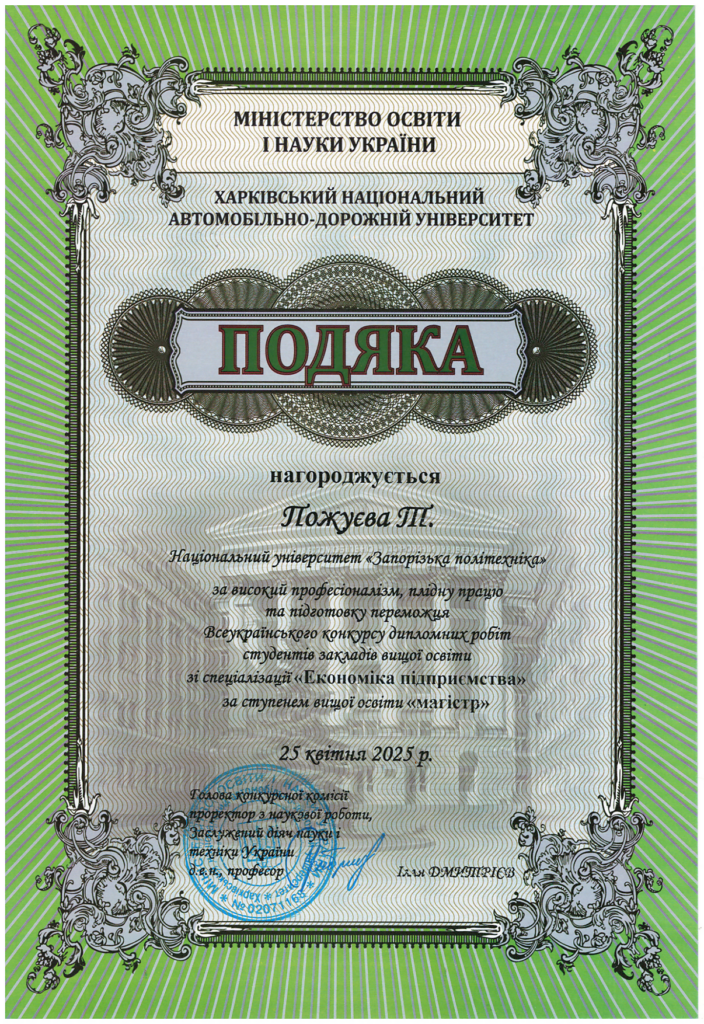 МІНІСТЕРСТВО ОСВІТИ
І НАУКИ УКРАЇНИ
ХАРКІВСЬКИЙ НАЦІОНАЛЬНИЙ
АВТОМОБІЛЬНО-ДОРОЖНІЙ УНІВЕРСИТЕТ
ПОДЯКА
нагороджується
Пожуєва Т.
Національний університет «Запорізька політехніка»
за високий професіоналізм, плідну працю
та підготовку переможця
Всеукраїнського конкурсу дипломних робіт
студентів закладів вищої освіти
зі спеціалізації «Економіка підприємства»
за ступенем вищої освіти «магістр»
25 квітня 2025 р.
Голова конкурсної комісії
проректор з наукової роботи,
Заслужений діяч науки і
техніки України
д.е.н., професор
Ілля ДМИТРІЄВ
№ 02071168